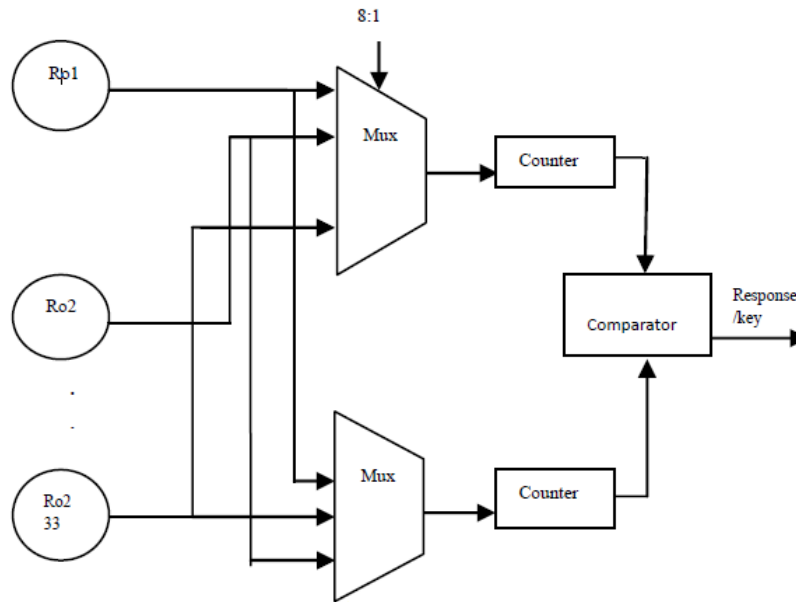 8:1
Rp1
Mux
Counter
Ro2
Comparator
Response
/key
Ro2
33
Mux
Counter